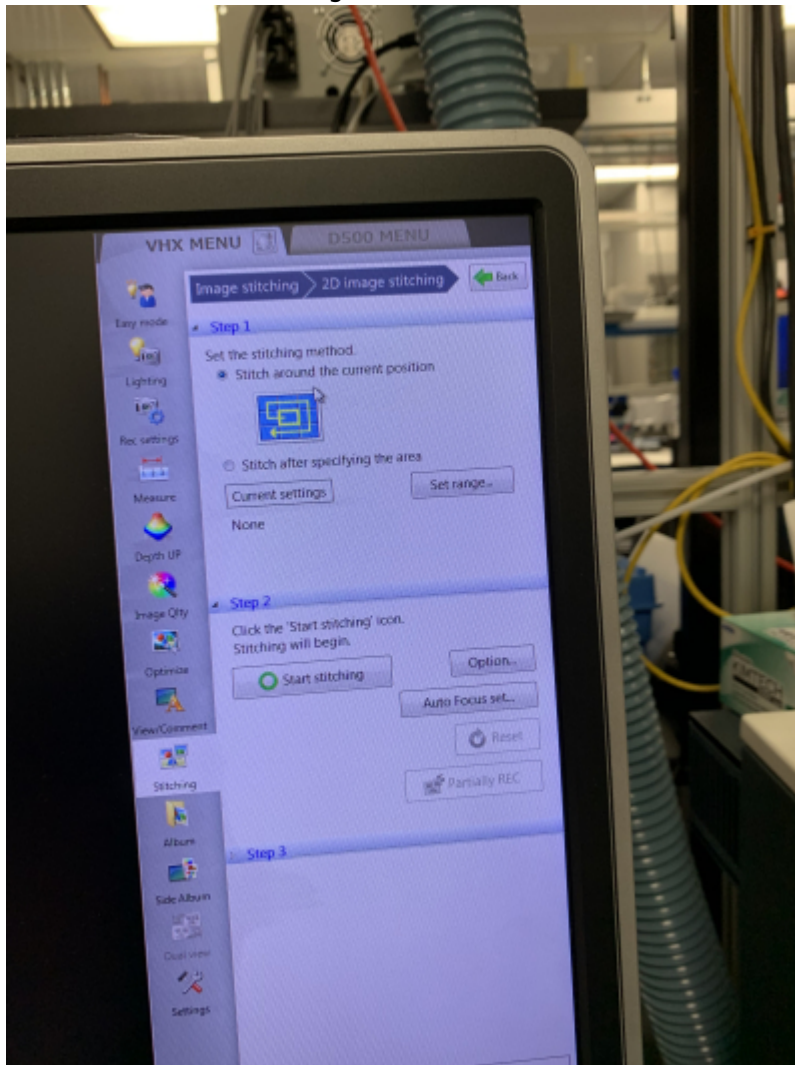 VHX MENU
D500 MENU
Image stitching
2D image stitching
Back
Easy mode
Lighting
Rec settings
Measure
Depth UP
Image Qlty
Optimize
View/Comment
Stitching
Album
Side Album
Dual view
Settings
Step 1
Set the stitching method.
Stitch around the current position
Stitch after specifying the area
Current settings
Set range...
None
Step 2
Click the 'Start stitching' icon.
Stitching will begin.
Start stitching
Option...
Auto Focus set...
Reset
Partially REC
Step 3
KIMTECH